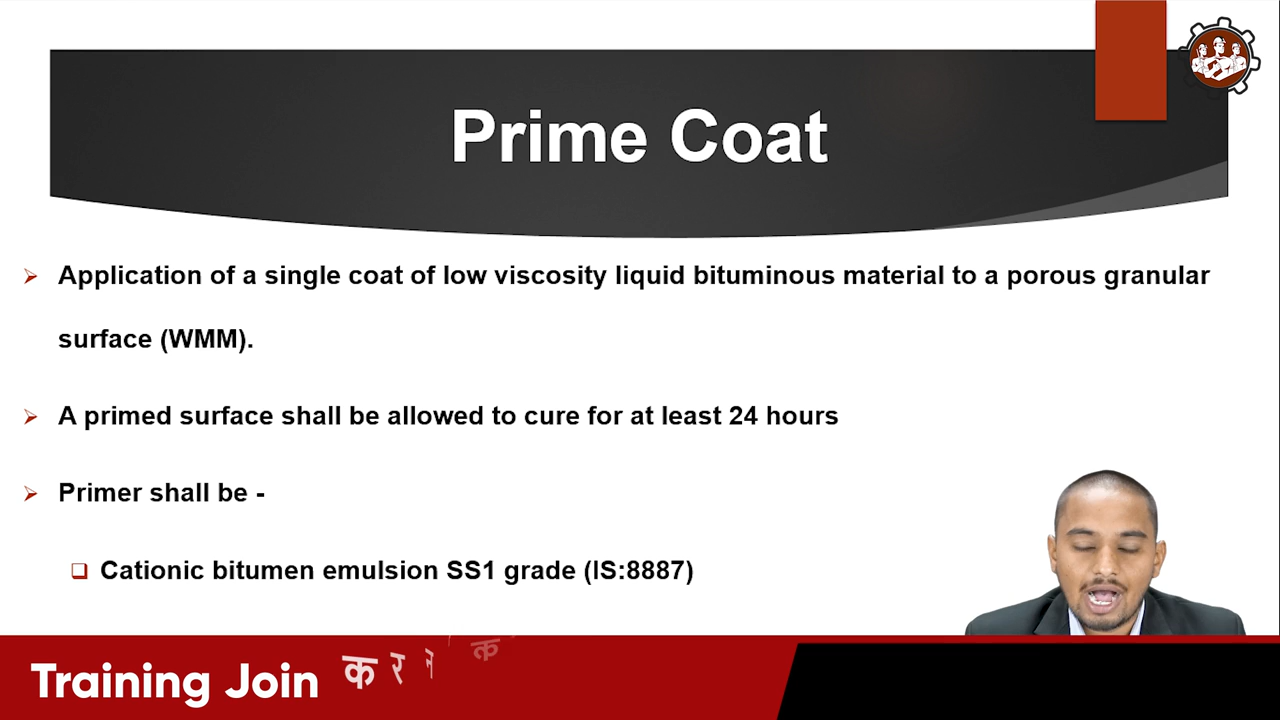 Prime Coat
Application of a single coat of low viscosity liquid bituminous material to a porous granular
surface (WMM).
A primed surface shall be allowed to cure for at least 24 hours
Primer shall be -
Cationic bitumen emulsion SS1 grade (IS:8887)
Training Join कर